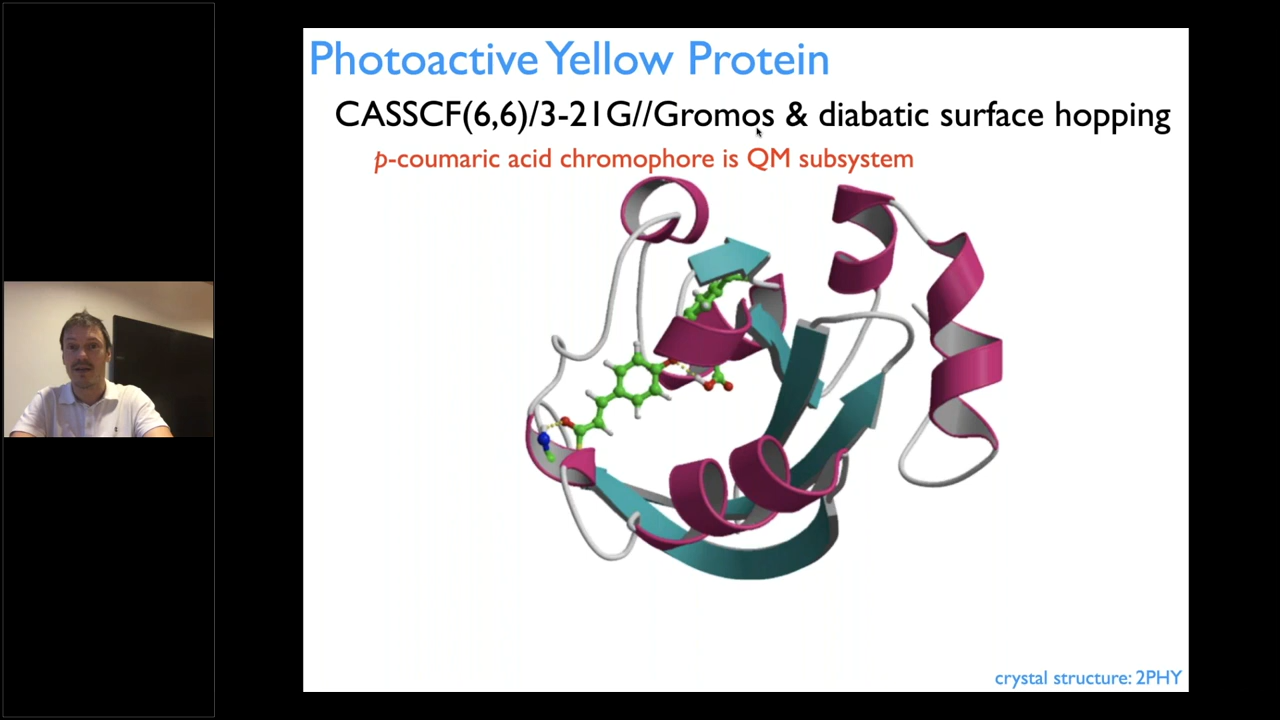 Photoactive Yellow Protein
CASSCF(6,6)/3-21G//Gromos & diabatic surface hopping
p-coumaric acid chromophore is QM subsystem
crystal structure: 2PHY